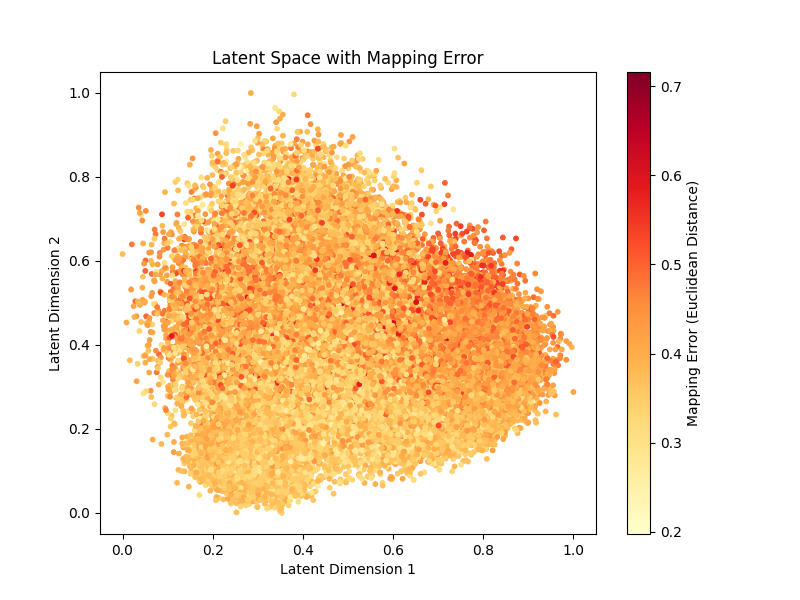 Latent Space with Mapping Error
1.0
0.8
0.6
0.4
0.2
0.0
Latent Dimension 2
0.0 0.2 0.4 0.6 0.8 1.0
Latent Dimension 1
0.7
0.6
0.5
0.4
0.3
0.2
Mapping Error (Euclidean Distance)